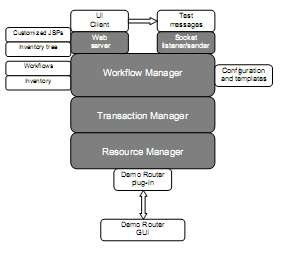 UI
Client
Test
messages
Customized JSPs
Inventory tree
Web
server
Socket
listener/sender
Workflows
Inventory
Workflow Manager
Configuration
and templates
Transaction Manager
Resource Manager
Demo Router
plug-in
Demo Router
GUI